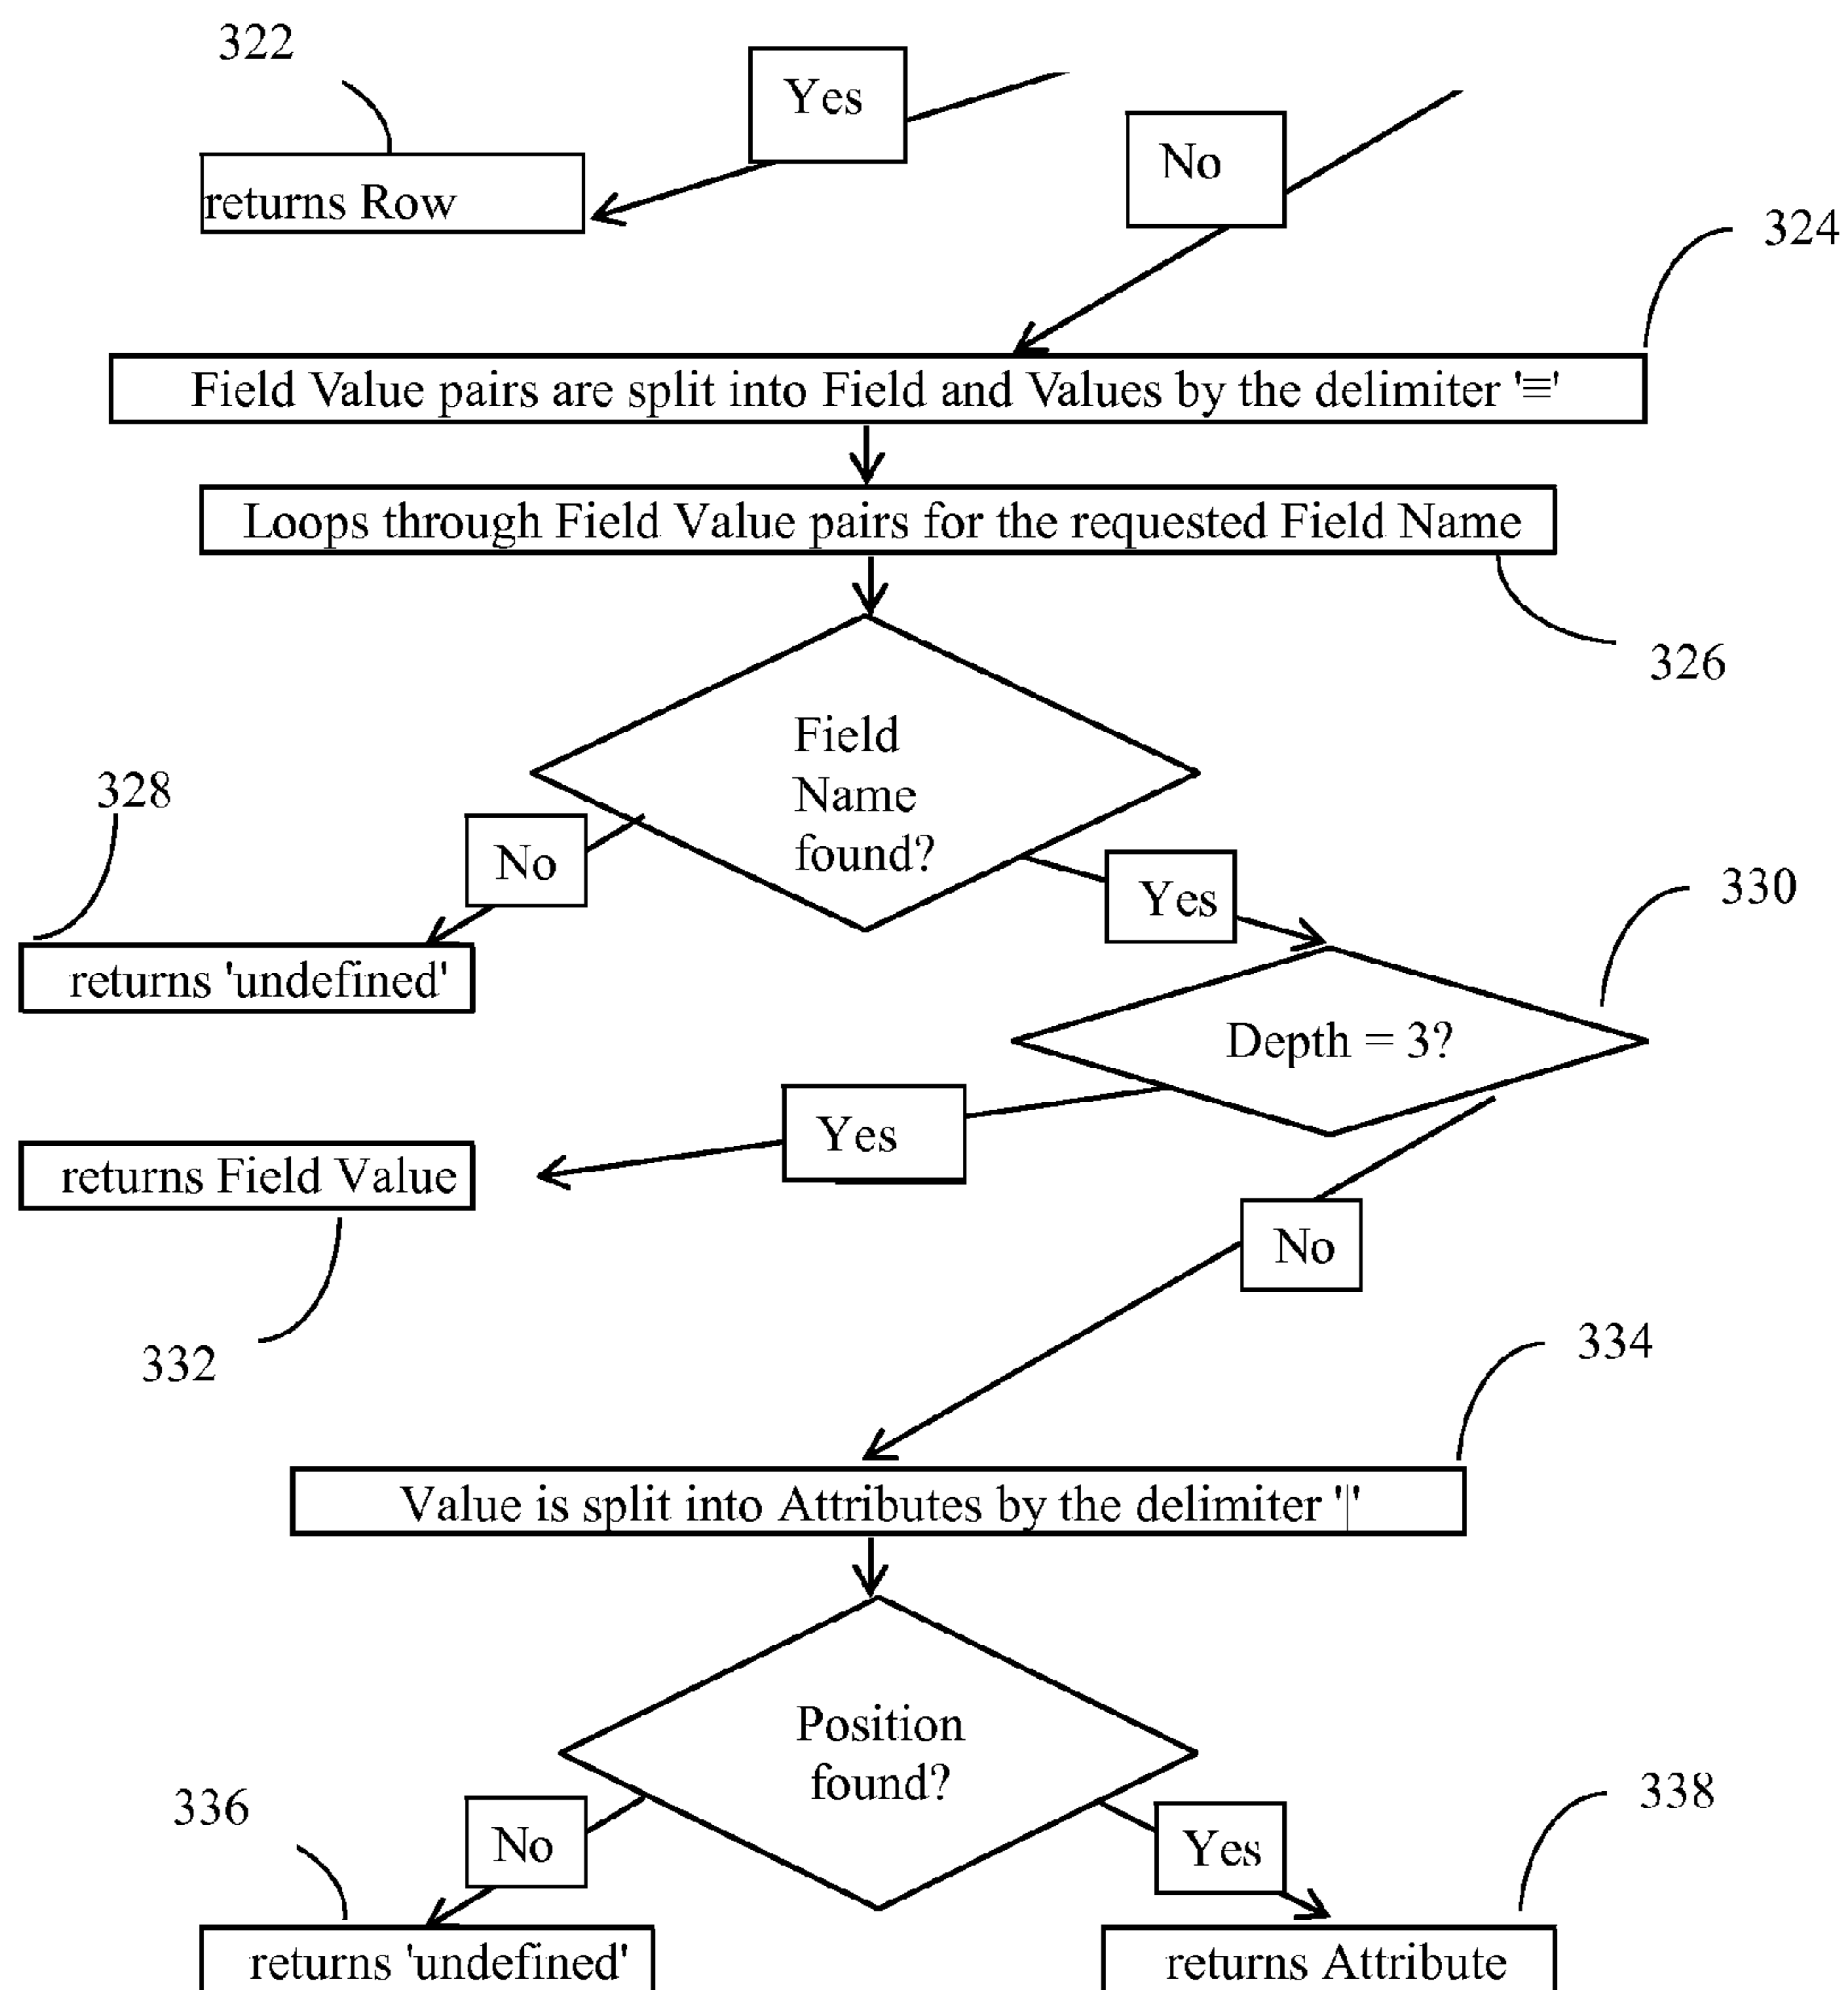 322
Yes
No
returns Row
324
Field Value pairs are split into Field and Values by the delimiter '≡'
Loops through Field Value pairs for the requested Field Name
326
Field
Name
found?
328
No
Yes
330
returns 'undefined'
Depth = 3?
Yes
returns Field Value
No
332
334
Value is split into Attributes by the delimiter '|'
Position
found?
336
338
No
Yes
returns 'undefined'
returns Attribute